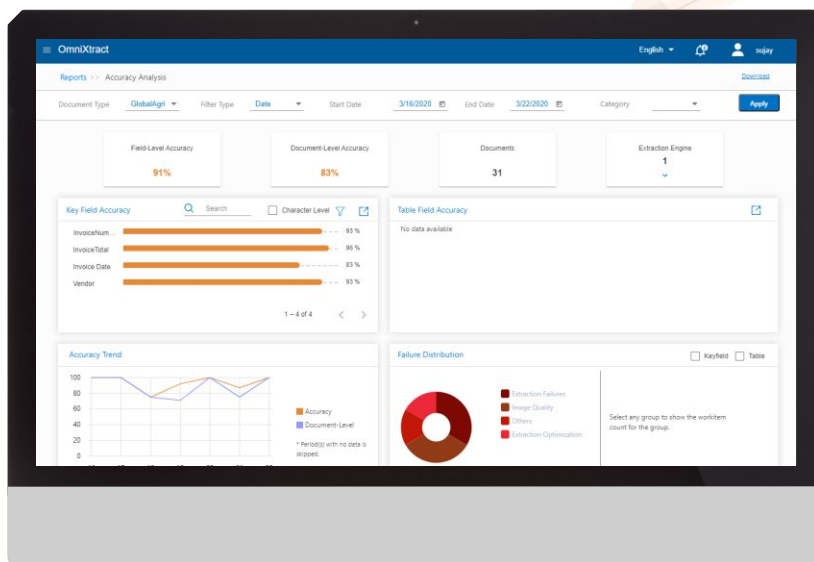 OmniXtract
English
sujay
Reports >> Accuracy Analysis
Download
Document Type GlobalAgri Filter Type Date Start Date 3/16/2020 End Date 3/22/2020 Category Apply
Field-Level Accuracy
91%
Document-Level Accuracy
83%
Documents
31
Extraction Engine
1
Key Field Accuracy
Search
Character Level
InvoiceNum... 93 %
InvoiceTotal 96 %
Invoice Date 83 %
Vendor 93 %
1 – 4 of 4
Table Field Accuracy
No data available
Accuracy Trend
100
80
60
40
20
0
Accuracy
Document-Level
* Period(s) with no data is
skipped.
Failure Distribution
Keyfield Table
Extraction Failures
Image Quality
Others
Extraction Optimization
Select any group to show the workitem
count for the group.